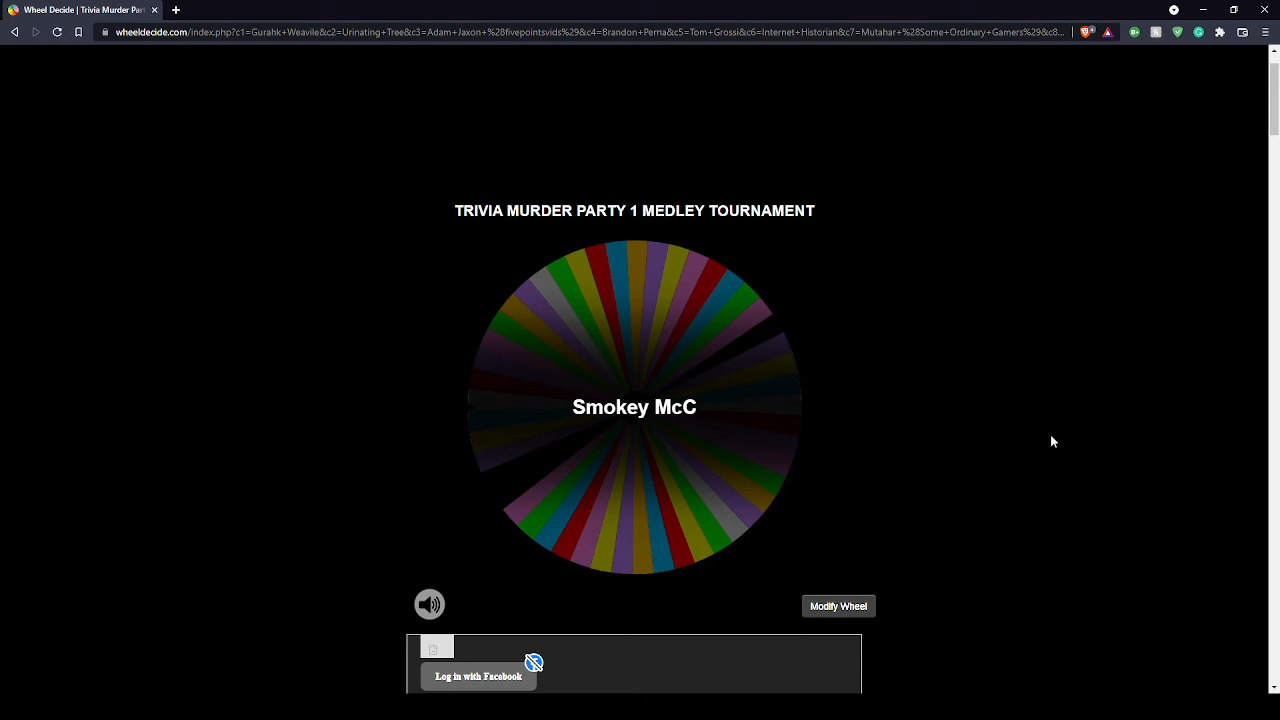 Wheel Decide | Trivia Murder Par
wheeldecide.com/index.php?c1=Gurahk+Weavile&c2=Urinating+Tree&c3=Adam+Jaxon+%28fivepointsvids%29&c4=Brandon+Perna&c5=Tom+Grossi&c6=Internet+Historian&c7=Mutahar+%28Some+Ordinary+Gamers%29&c8...
TRIVIA MURDER PARTY 1 MEDLEY TOURNAMENT
Smokey McC
Modify Wheel
Log in with Facebook